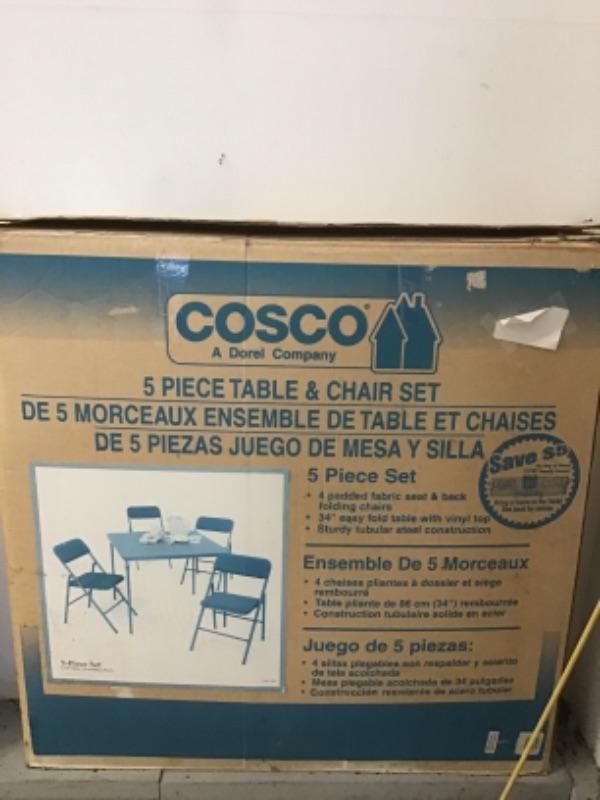 COSCO
A Dorel Company
5 PIECE TABLE & CHAIR SET
DE 5 MORCEAUX ENSEMBLE DE TABLE ET CHAISES
DE 5 PIEZAS JUEGO DE MESA Y SILLA
Save $5
5 Piece Set
• 4 padded fabric seat & back
folding chairs
• 34" easy fold table with vinyl top
• Sturdy tubular steel construction
Ensemble De 5 Morceaux
• 4 chaises pliantes à dossier et siège
rembourré
• Table pliante de 86 cm (34") rembourrée
• Construction tubulaire solide en acier
Juego de 5 piezas:
• 4 sillas plegables con respaldar y asiento
de tela acolchada
• Mesa plegable acolchada de 34 pulgadas
• Construcción resistente de acero tubular
5-Piece Set